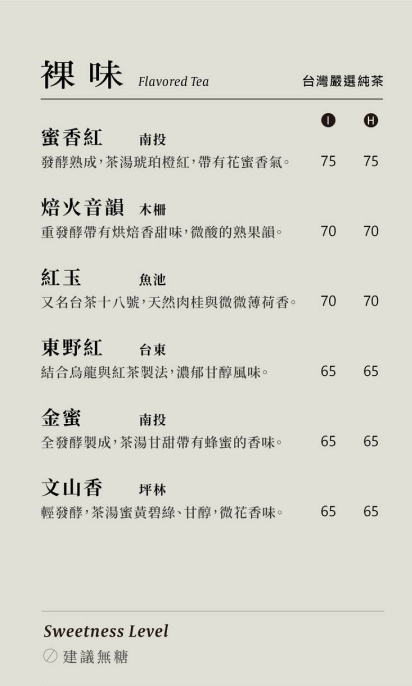 裸味 Flavored Tea 台灣嚴選純茶
I H
蜜香紅 南投
發酵熟成，茶湯琥珀橙紅，帶有花蜜香氣。 75 75
焙火音韻 木柵
重發酵帶有烘焙香甜味，微酸的熟果韻。 70 70
紅玉 魚池
又名台茶十八號，天然肉桂與微微薄荷香。 70 70
東野紅 台東
結合烏龍與紅茶製法，濃郁甘醇風味。 65 65
金蜜 南投
全發酵製成，茶湯甘甜帶有蜂蜜的香味。 65 65
文山香 坪林
輕發酵，茶湯蜜黃碧綠、甘醇，微花香味。 65 65
Sweetness Level
建議無糖